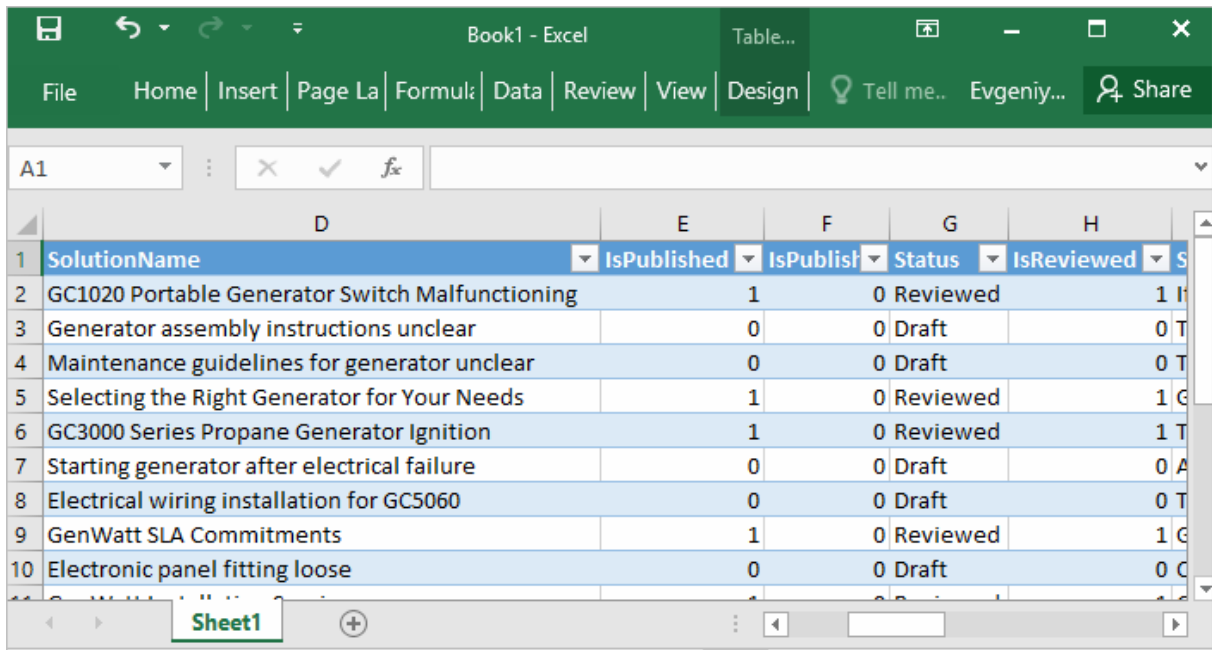 Book1 - Excel Table...
File Home Insert Page La Formula Data Review View Design Tell me.. Evgeniy... Share
A1 fx
D E F G H
1 SolutionName IsPublished IsPublish Status IsReviewed S
2 GC1020 Portable Generator Switch Malfunctioning 1 0 Reviewed 1 If
3 Generator assembly instructions unclear 0 0 Draft 0 T
4 Maintenance guidelines for generator unclear 0 0 Draft 0 T
5 Selecting the Right Generator for Your Needs 1 0 Reviewed 1 G
6 GC3000 Series Propane Generator Ignition 1 0 Reviewed 1 T
7 Starting generator after electrical failure 0 0 Draft 0 A
8 Electrical wiring installation for GC5060 0 0 Draft 0 T
9 GenWatt SLA Commitments 1 0 Reviewed 1 G
10 Electronic panel fitting loose 0 0 Draft 0 C
Sheet1